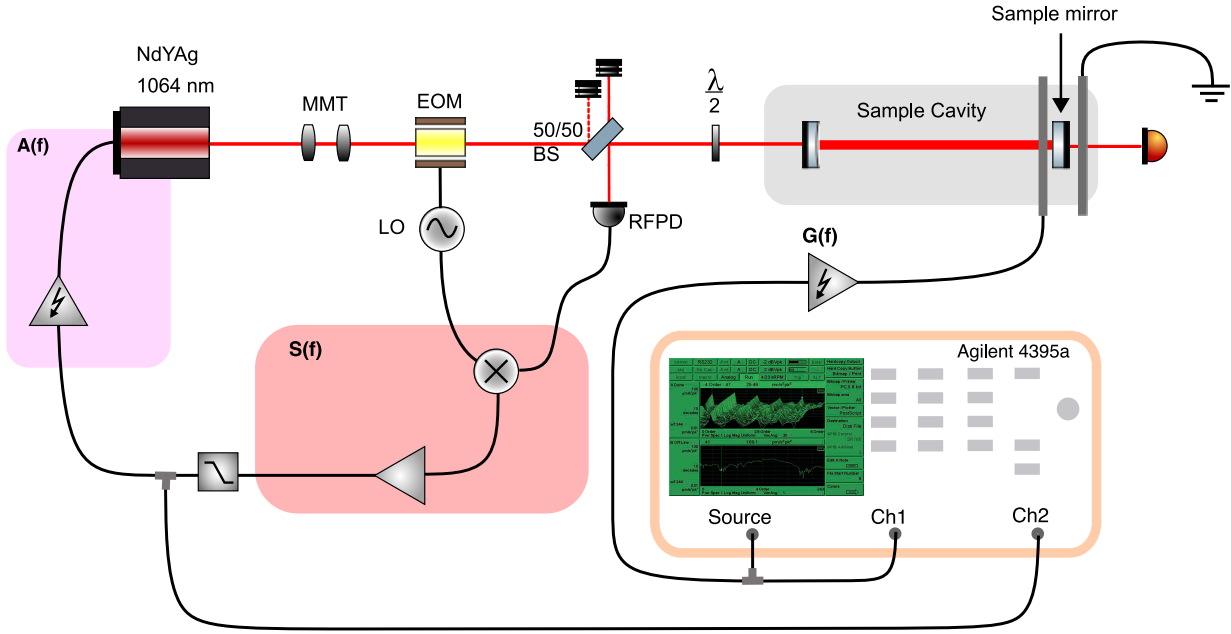 Sample mirror
NdYAg
1064 nm
MMT
EOM
50/50
BS
λ
2
Sample Cavity
A(f)
LO
RFPD
G(f)
S(f)
Agilent 4395a
Source
Ch1
Ch2